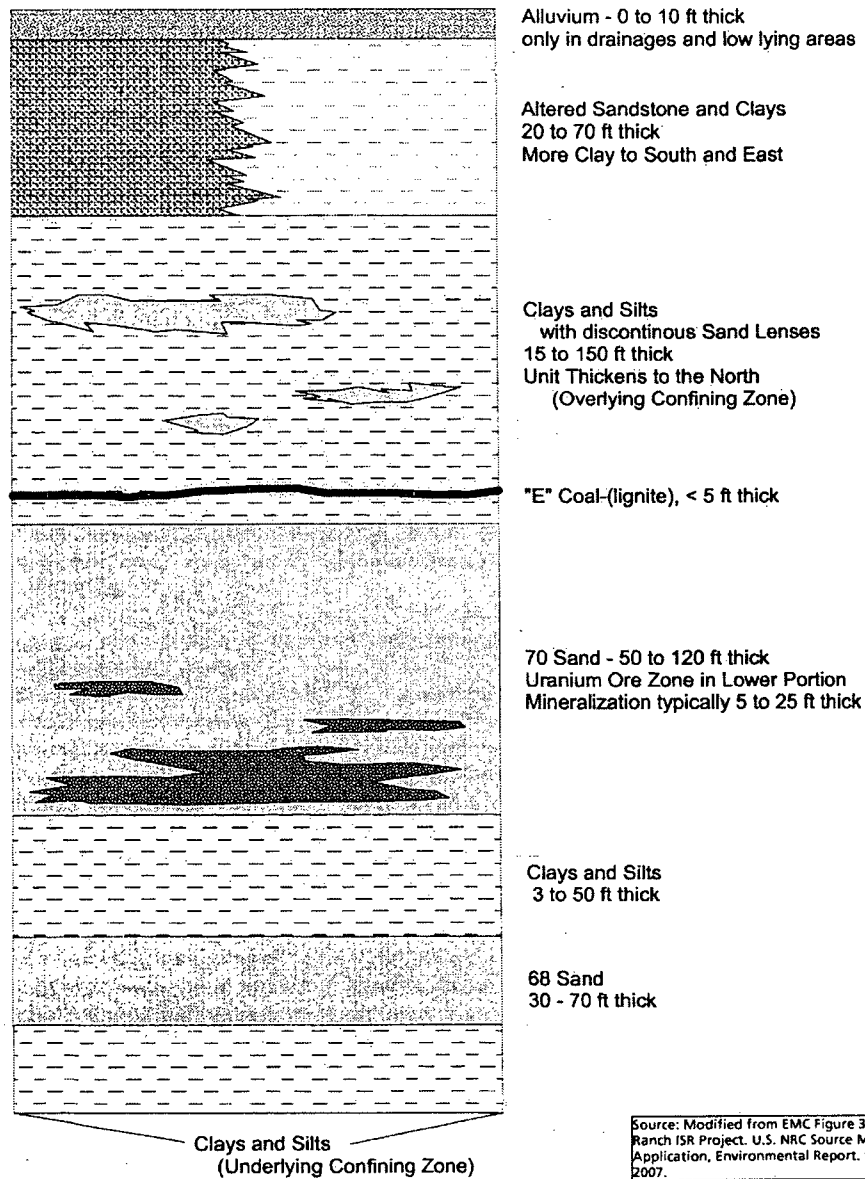 Alluvium - 0 to 10 ft thick
only in drainages and low lying areas
Altered Sandstone and Clays
20 to 70 ft thick
More Clay to South and East
Clays and Silts
with discontinous Sand Lenses
15 to 150 ft thick
Unit Thickens to the North
(Overlying Confining Zone)
"E" Coal (lignite), < 5 ft thick
70 Sand - 50 to 120 ft thick
Uranium Ore Zone in Lower Portion
Mineralization typically 5 to 25 ft thick
Clays and Silts
3 to 50 ft thick
68 Sand
30 - 70 ft thick
Clays and Silts
(Underlying Confining Zone)
Source: Modified from EMC Figure 3
Ranch ISR Project. U.S. NRC Source M
Application, Environmental Report.
2007.